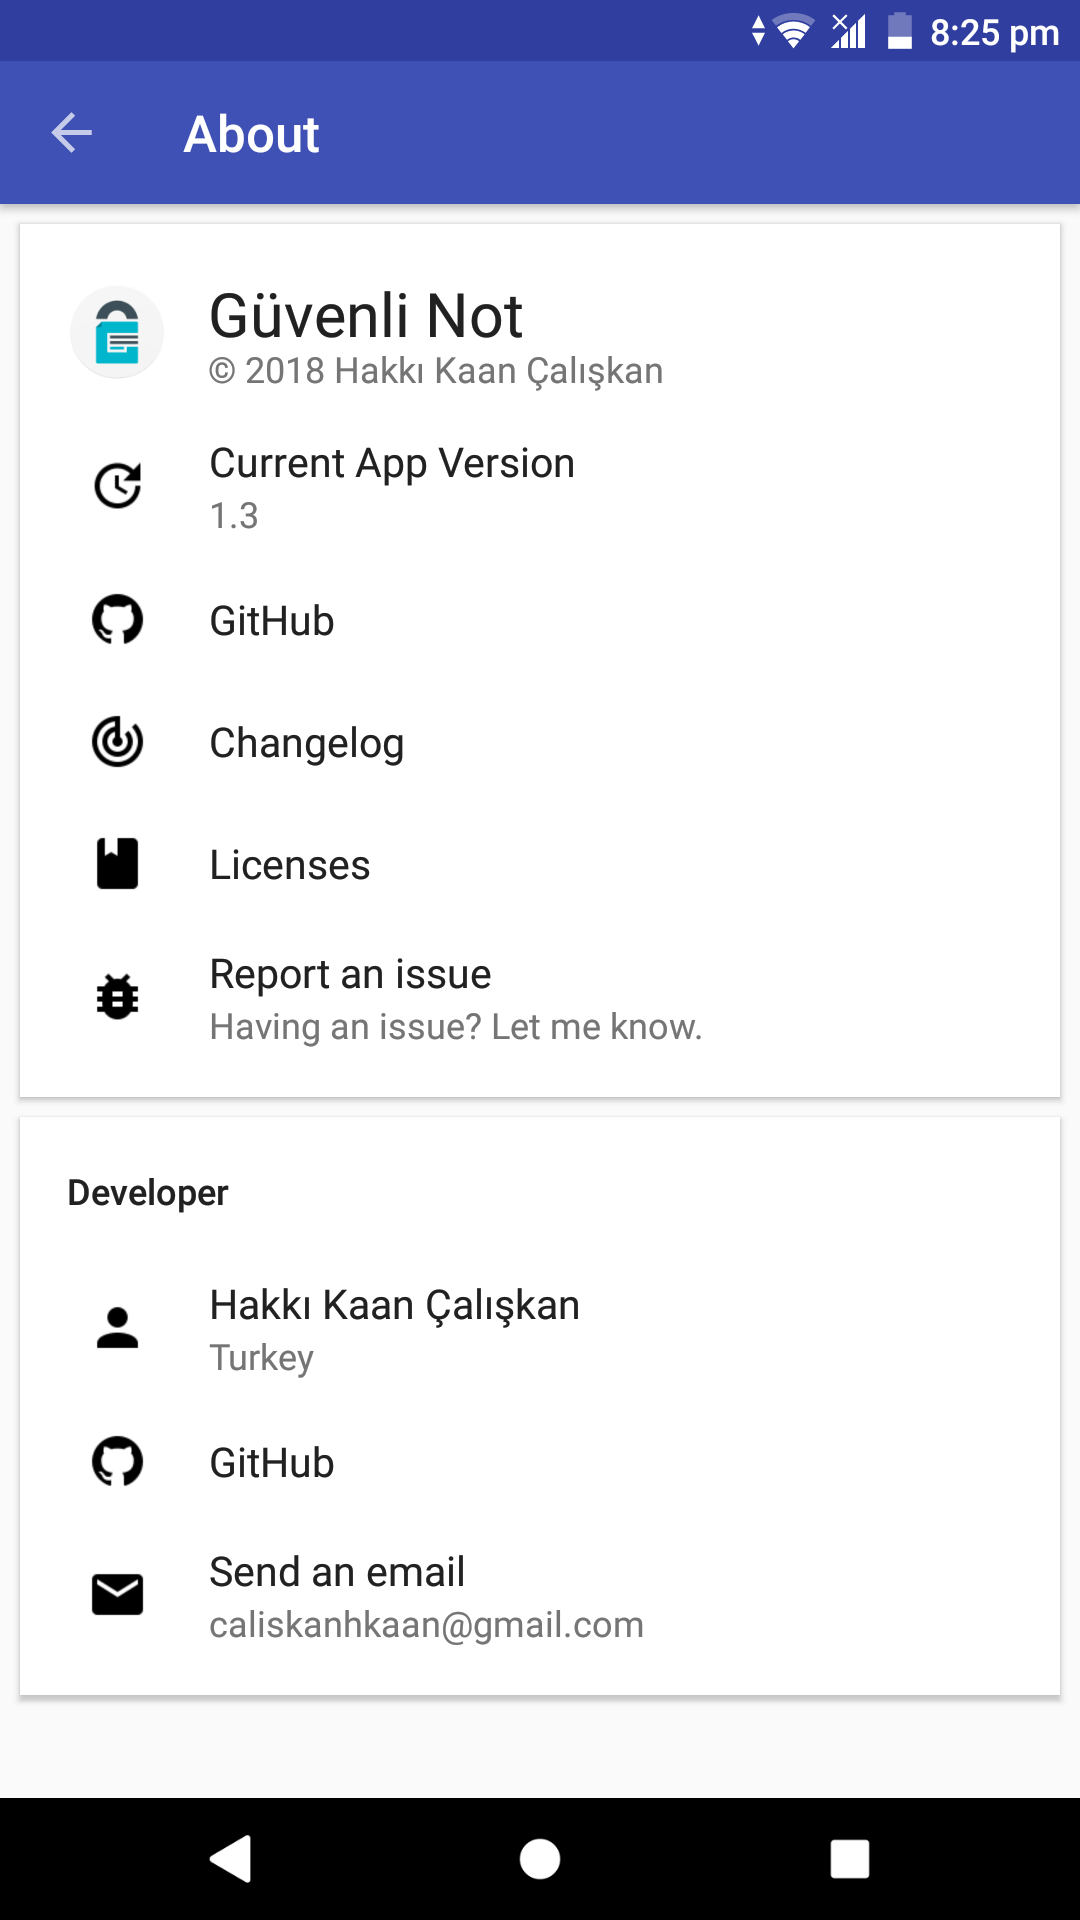 8:25 pm
About
Güvenli Not
© 2018 Hakkı Kaan Çalışkan
Current App Version
1.3
GitHub
Changelog
Licenses
Report an issue
Having an issue? Let me know.
Developer
Hakkı Kaan Çalışkan
Turkey
GitHub
Send an email
caliskanhkaan@gmail.com